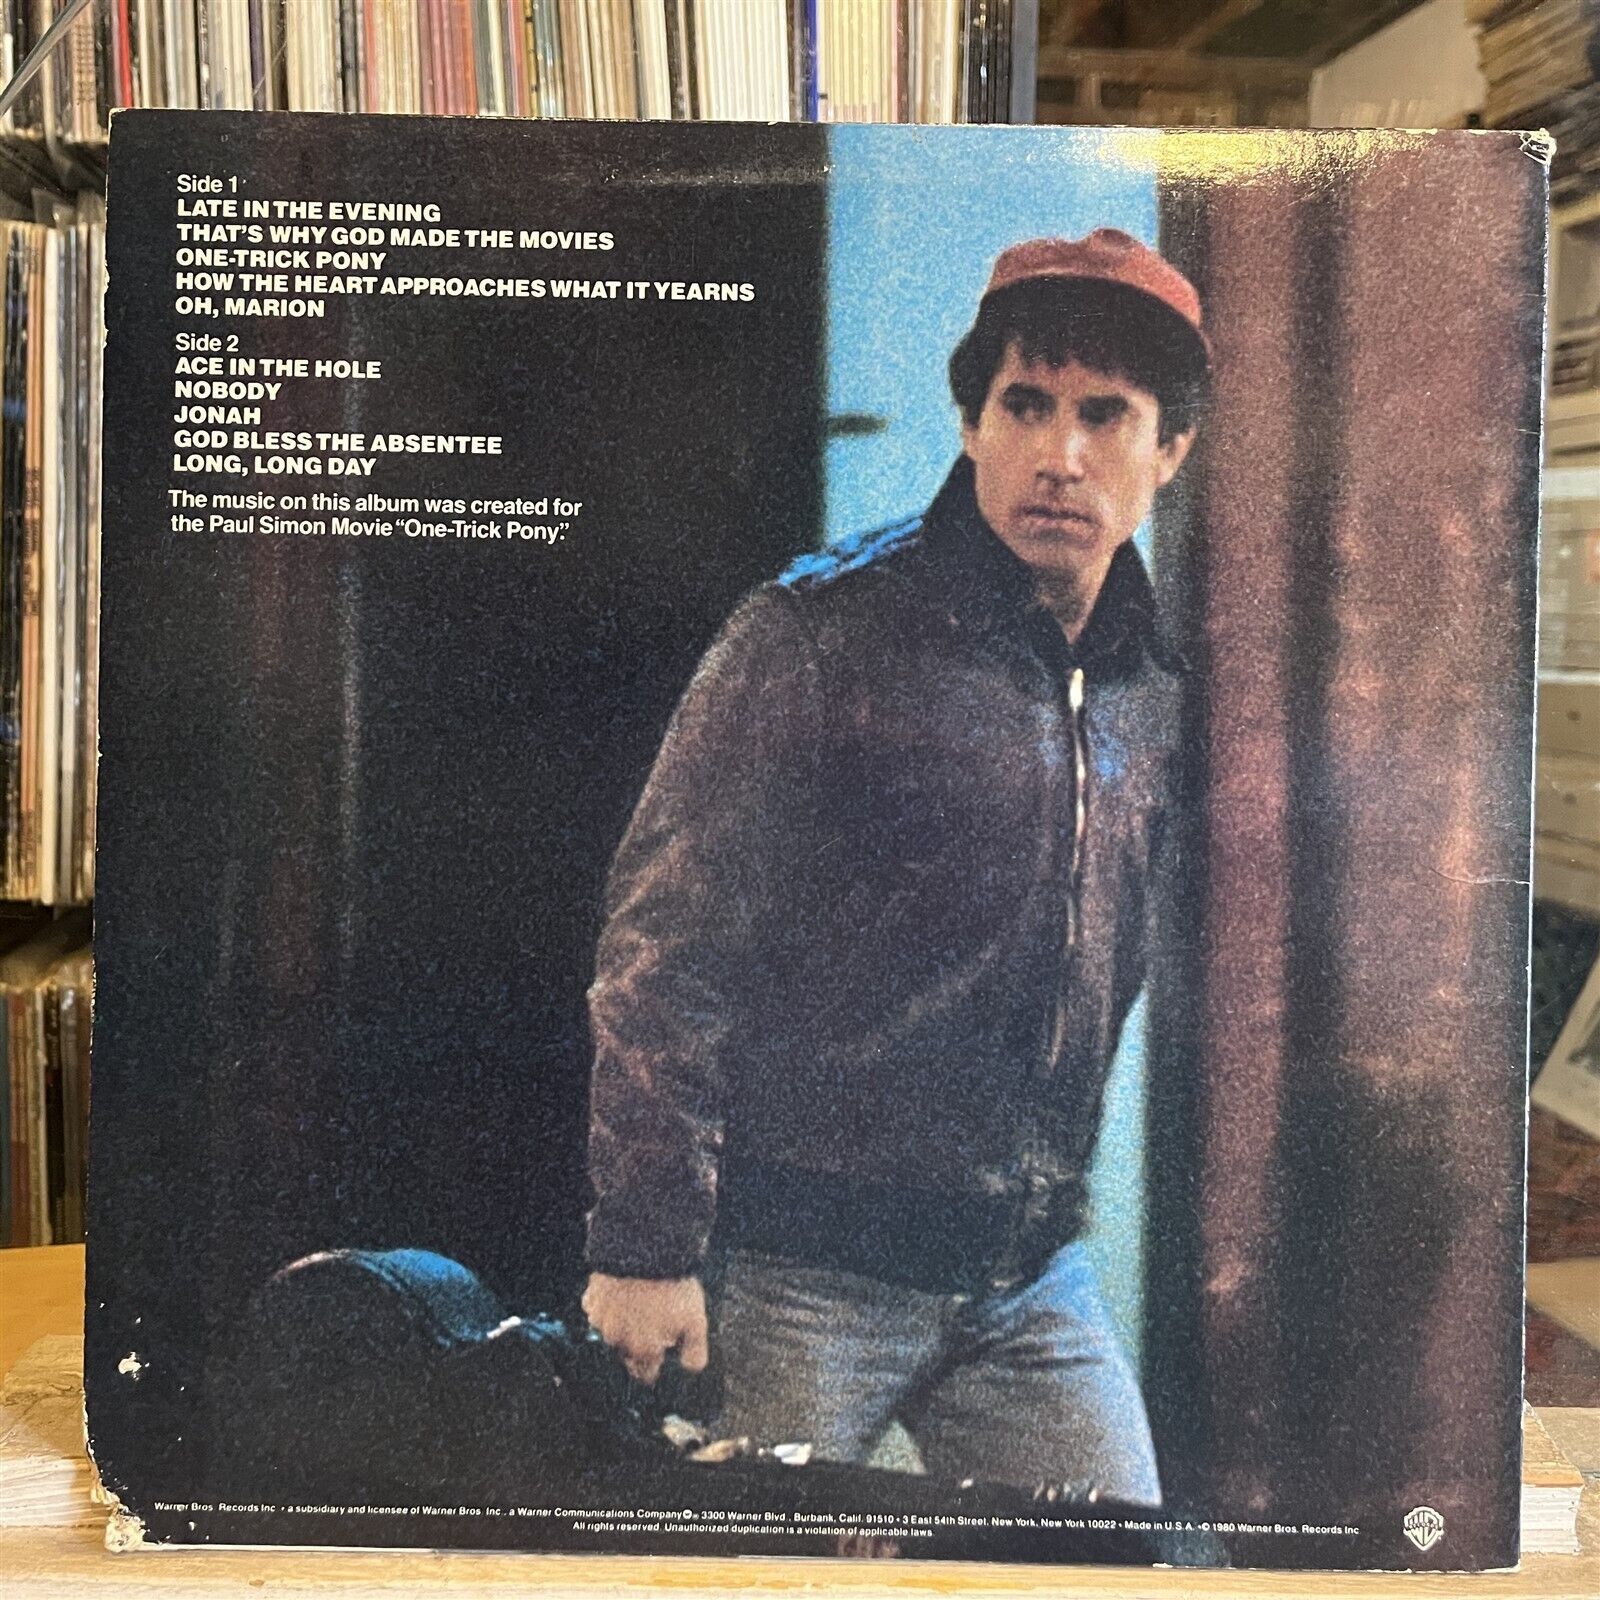 Side 1
LATE IN THE EVENING
THAT'S WHY GOD MADE THE MOVIES
ONE-TRICK PONY
HOW THE HEART APPROACHES WHAT IT YEARNS
OH, MARION
Side 2
ACE IN THE HOLE
NOBODY
JONAH
GOD BLESS THE ABSENTEE
LONG, LONG DAY
The music on this album was created for
the Paul Simon Movie “One-Trick Pony.”
Warner Bros. Records Inc. • a subsidiary and licensee of Warner Bros. Inc., a Warner Communications Company Ⓟ • 3300 Warner Blvd., Burbank, Calif. 91510 • 3 East 54th Street, New York, New York 10022 • Made in U.S.A. • © 1980 Warner Bros. Records Inc.
All rights reserved. Unauthorized duplication is a violation of applicable laws.